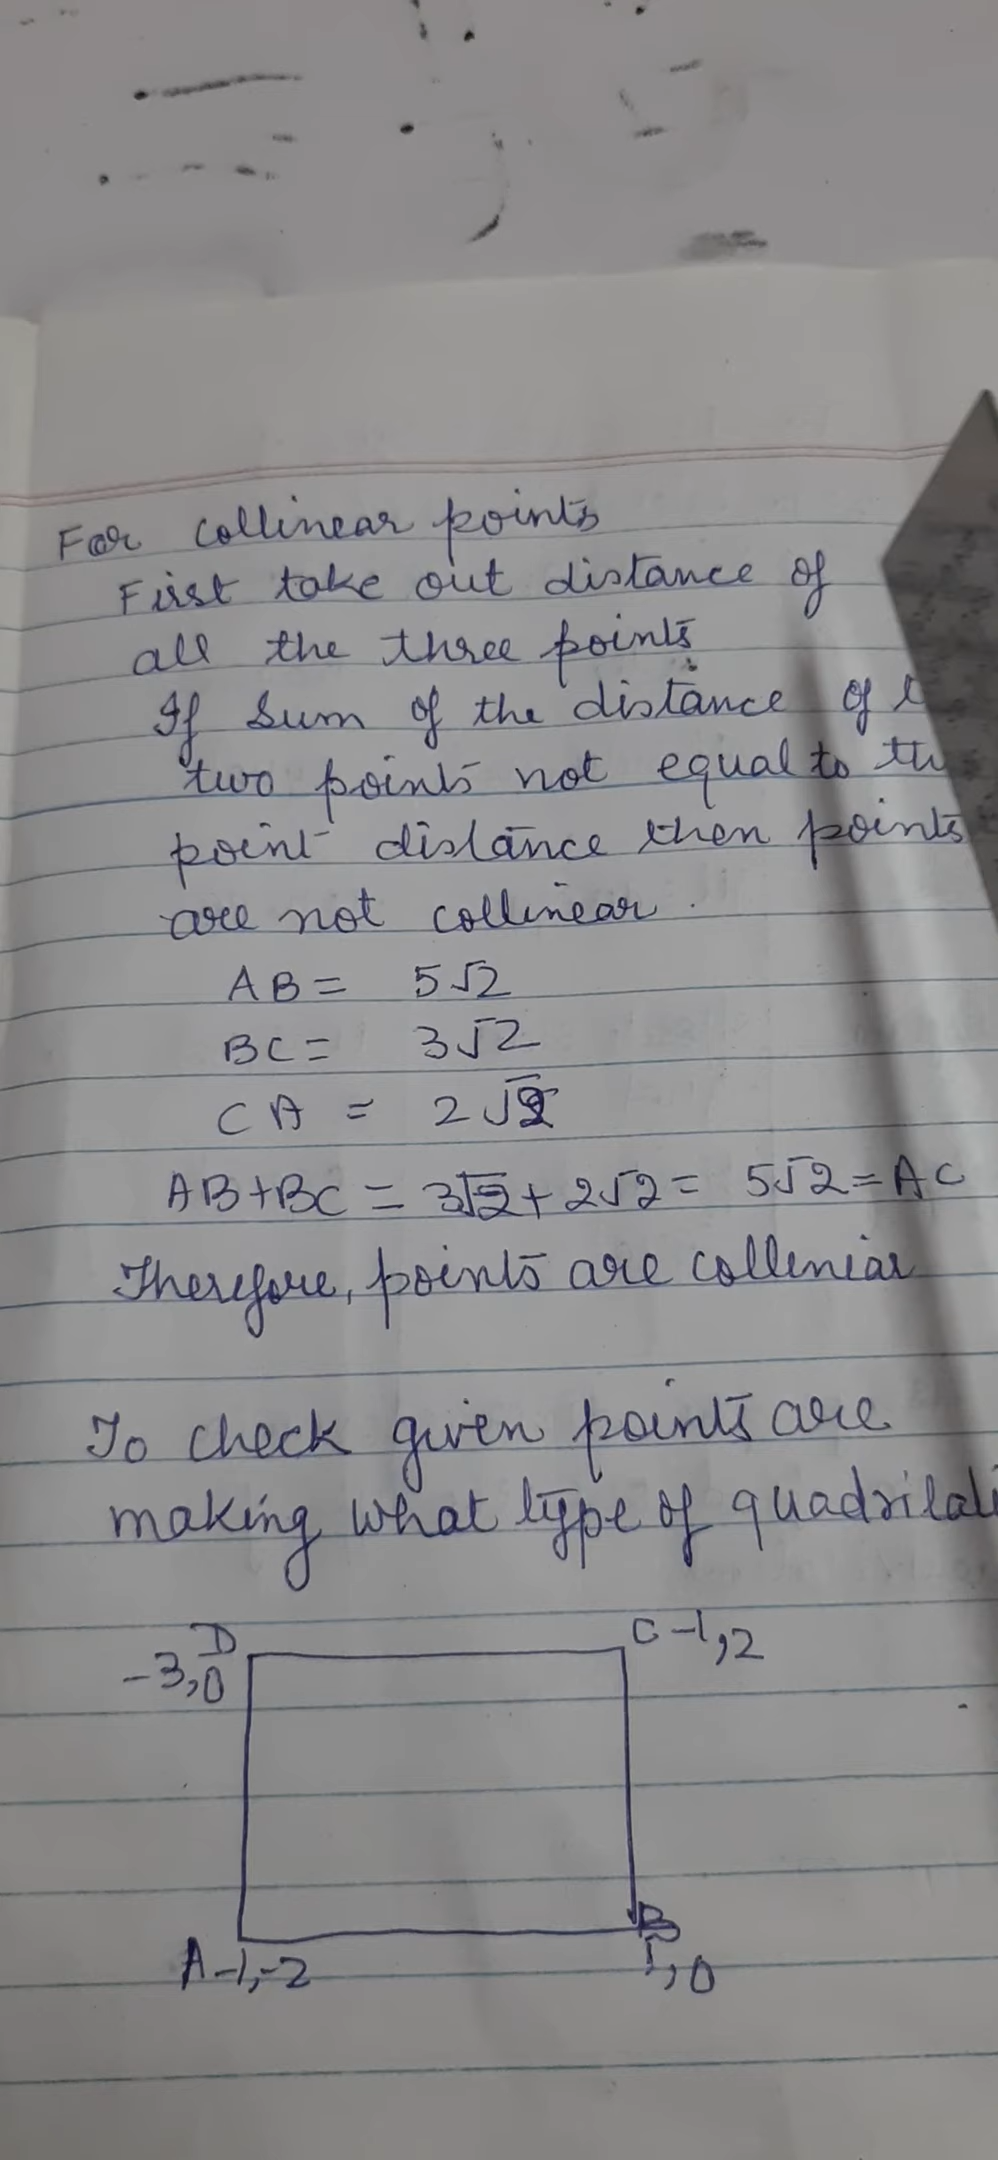 For collinear points
First take out distance of
all the three points
If sum of the distance of
two points not equal to
point distance then points
are not collinear.
AB = 5√2
BC = 3√2
CA = 2√2
AB+BC = 3√2+2√2 = 5√2 = AC
Therefore, points are colleniar
To check given points are
making what type of
D C -1,2
-3,0
B
A-1,-2 1,0